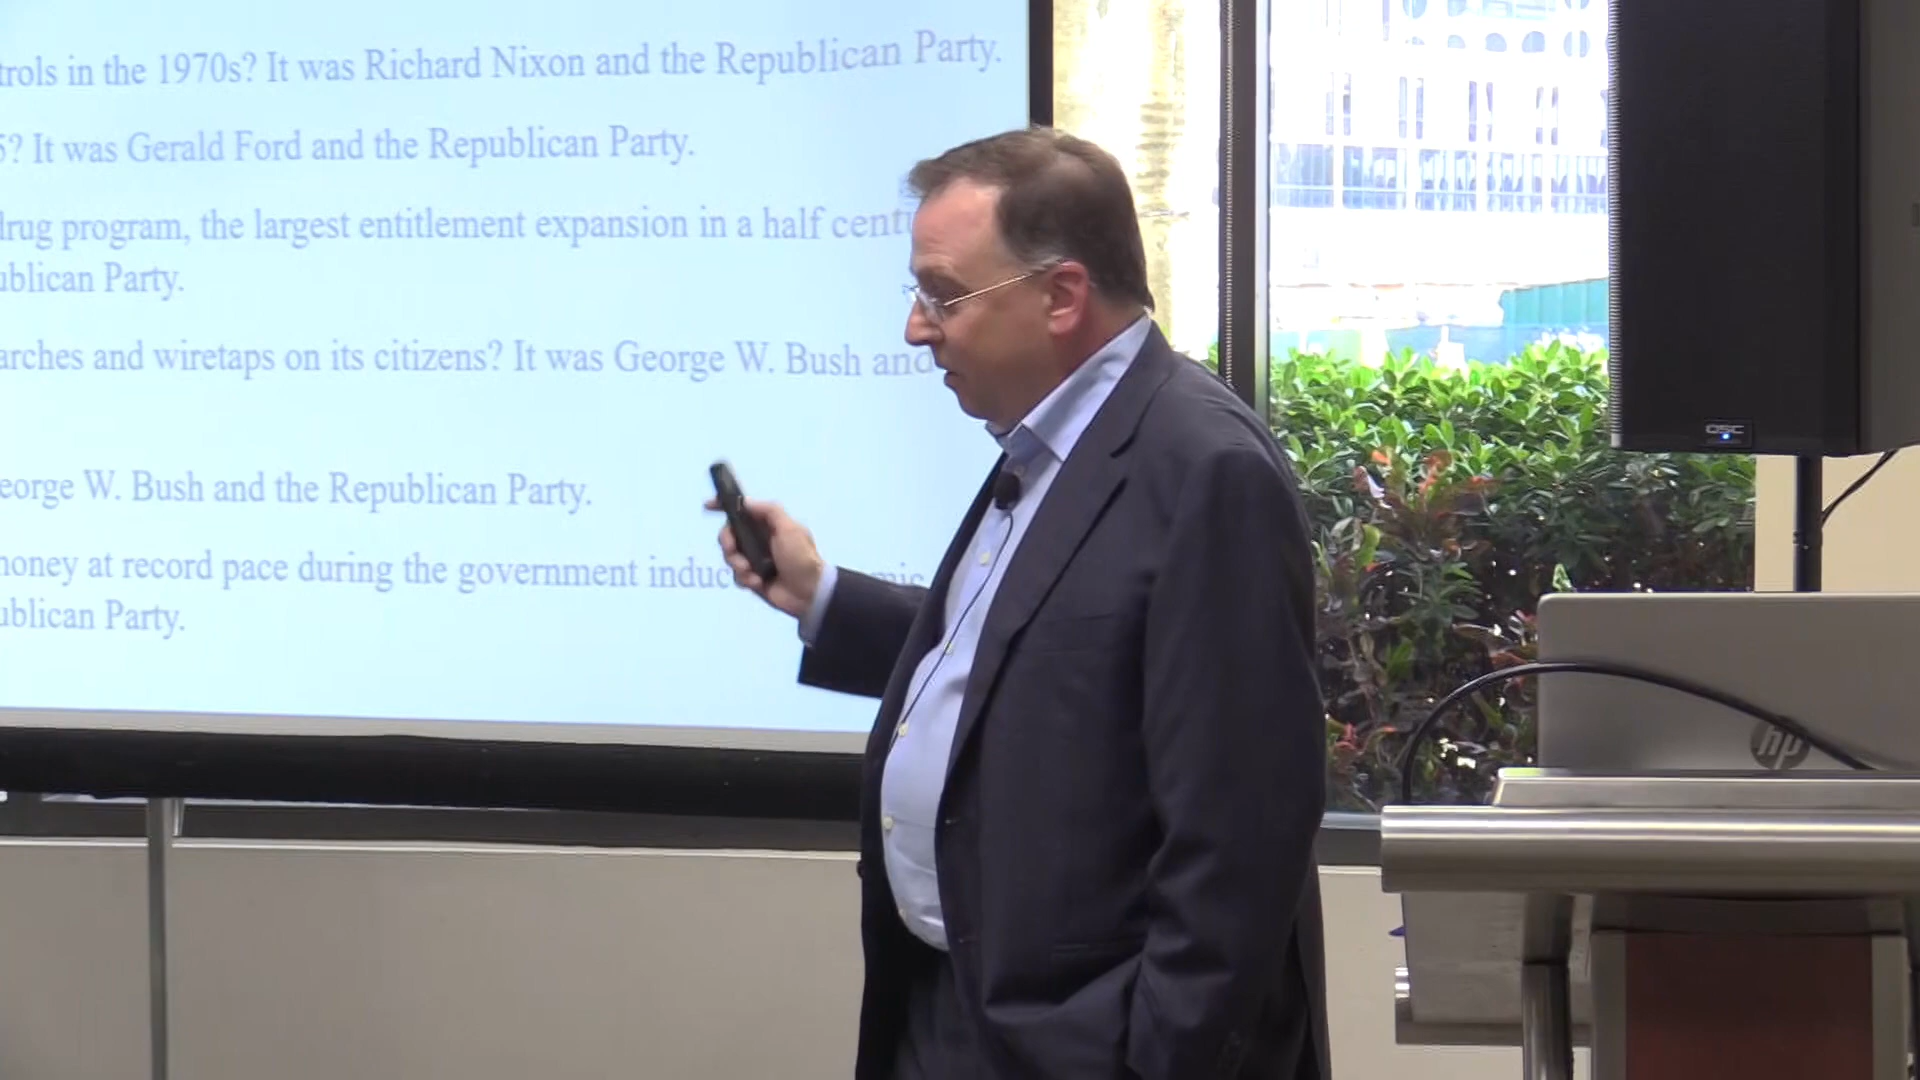 trols in the 1970s? It was Richard Nixon and the Republican Party.
5? It was Gerald Ford and the Republican Party.
drug program, the largest entitlement expansion in a half centu
ublican Party.
arches and wiretaps on its citizens? It was George W. Bush and
eorge W. Bush and the Republican Party.
money at record pace during the government induc mic
ublican Party.
QSC
hp